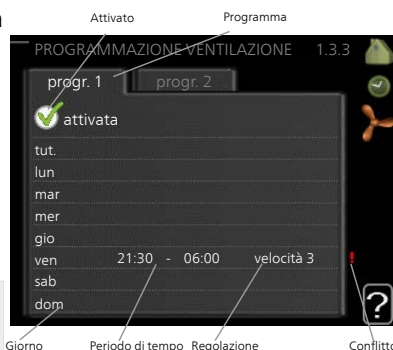 Attivato Programma
PROGRAMMAZIONE VENTILAZIONE 1.3.3
progr. 1 progr. 2
attivata
tut.
lun
mar
mer
gio
ven 21:30 - 06:00 velocità 3 !
sab
dom
?
Giorno Periodo di tempo Regolazione Conflitto